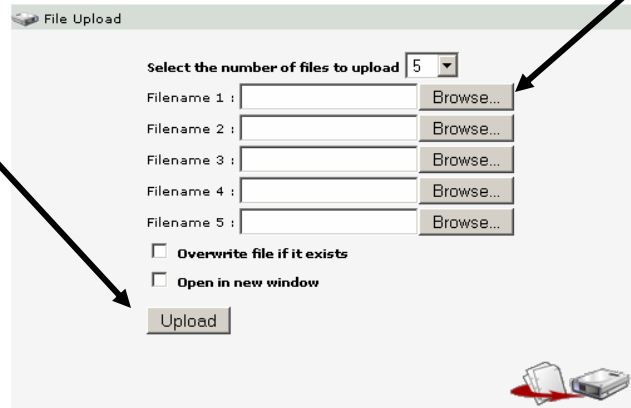 File Upload
Select the number of files to upload 5
Filename 1 : Browse...
Filename 2 : Browse...
Filename 3 : Browse...
Filename 4 : Browse...
Filename 5 : Browse...
Overwrite file if it exists
Open in new window
Upload